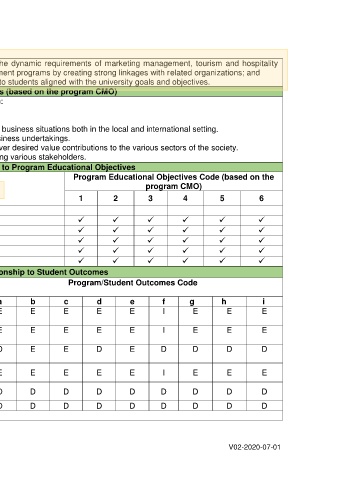 he dynamic requirements of marketing management, tourism and hospitality
ment programs by creating strong linkages with related organizations; and
to students aligned with the university goals and objectives.
s (based on the program CMO)
:
business situations both in the local and international setting.
siness undertakings.
ver desired value contributions to the various sectors of the society.
ng various stakeholders.
to Program Educational Objectives
Program Educational Objectives Code (based on the
program CMO)
1 2 3 4 5 6
✓ ✓ ✓ ✓ ✓ ✓
✓ ✓ ✓ ✓ ✓ ✓
✓ ✓ ✓ ✓ ✓ ✓
✓ ✓ ✓ ✓ ✓ ✓
✓ ✓ ✓ ✓ ✓ ✓
onship to Student Outcomes
Program/Student Outcomes Code
a b c d e f g h i
E E E E E I E E E
E E E E E I E E E
D E E D E D D D D
E E E E E I E E E
D D D D D D D D D
D D D D D D D D D
V02-2020-07-01